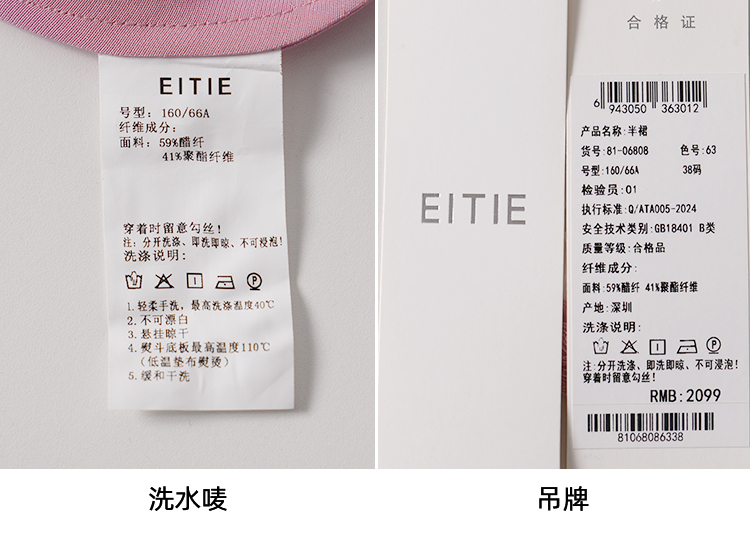 EITIE
号型: 160/66A
纤维成分:
面料: 59%醋纤
41%聚酯纤维
穿着时留意勾丝!
注: 分开洗涤、即洗即晾、不可浸泡!
洗涤说明:
1.轻柔手洗,最高洗涤温度40℃
2.不可漂白
3.悬挂晾干
4.熨斗底板最高温度110℃
(低温垫布熨烫)
5.缓和干洗
洗水唛
EITIE
合格证
6 943050 363012
产品名称:半裙
货号:81-06808 色号:63
号型:160/66A 38码
检验员:01
执行标准:Q/ATA005-2024
安全技术类别:GB18401 B类
质量等级:合格品
纤维成分:
面料:59%醋纤 41%聚酯纤维
产地:深圳
洗涤说明:
注:分开洗涤、即洗即晾、不可浸泡!
穿着时留意勾丝!
RMB:2099
81068086338
吊牌